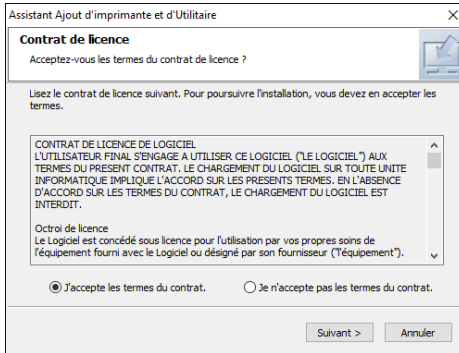 Assistant Ajout d'imprimante et d'Utilitaire
Contrat de licence
Acceptez-vous les termes du contrat de licence ?
Lisez le contrat de licence suivant. Pour poursuivre l'installation, vous devez en accepter les
termes.
CONTRAT DE LICENCE DE LOGICIEL
L'UTILISATEUR FINAL S'ENGAGE A UTILISER CE LOGICIEL ("LE LOGICIEL") AUX
TERMES DU PRESENT CONTRAT. LE CHARGEMENT DU LOGICIEL SUR TOUTE UNITE
INFORMATIQUE IMPLIQUE L'ACCORD SUR LES PRESENTS TERMES. EN L'ABSENCE
D'ACCORD SUR LES TERMES DU CONTRAT, LE CHARGEMENT DU LOGICIEL EST
INTERDIT.
Octroi de licence
Le Logiciel est concédé sous licence pour l'utilisation par vos propres soins de
l'équipement fourni avec le Logiciel ou désigné par son fournisseur ("l'équipement").
J'accepte les termes du contrat. Je n'accepte pas les termes du contrat.
Suivant > Annuler